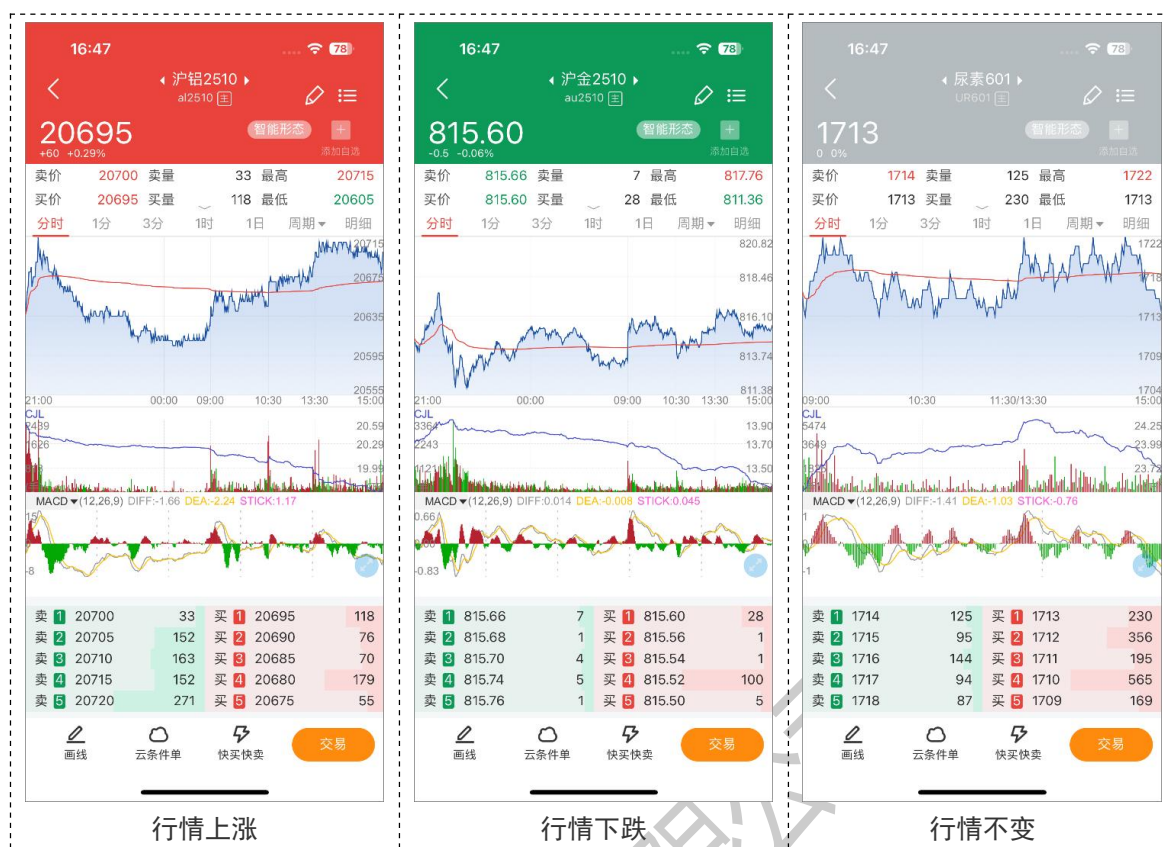 16:47
78
沪铝2510
al2510 主
20695
智能形态
+
+60 +0.29%
添加自选
卖价 20700 卖量 33 最高 20715
买价 20695 买量 118 最低 20605
分时 1分 3分 1时 1日 周期 明细
20715
20675
20635
20595
20555
21:00 00:00 09:00 10:30 13:30 15:00
CJL
20.59
20.29
19.99
MACD (12,26,9) DIFF:-1.66 DEA:-2.24 STICK:1.17
15
-8
卖 1 20700 33 买 1 20695 118
卖 2 20705 152 买 2 20690 76
卖 3 20710 163 买 3 20685 70
卖 4 20715 152 买 4 20680 179
卖 5 20720 271 买 5 20675 55
画线 云条件单 快买快卖 交易
行情上涨
16:47
78
沪金2510
au2510 主
815.60
智能形态
+
-0.5 -0.06%
添加自选
卖价 815.66 卖量 7 最高 817.76
买价 815.60 买量 28 最低 811.36
分时 1分 3分 1时 1日 周期 明细
820.82
818.46
816.10
813.74
811.38
21:00 00:00 09:00 10:30 13:30 15:00
CJL
3364
13.90
2243
13.70
1121
13.50
MACD (12,26,9) DIFF:0.014 DEA:-0.008 STICK:0.045
0.66
-0.83
卖 1 815.66 7 买 1 815.60 28
卖 2 815.68 1 买 2 815.56 1
卖 3 815.70 4 买 3 815.54 1
卖 4 815.74 5 买 4 815.52 100
卖 5 815.76 1 买 5 815.50 5
画线 云条件单 快买快卖 交易
行情下跌
16:47
78
尿素601
UR601 主
1713
智能形态
+
0 0%
添加自选
卖价 1714 卖量 125 最高 1722
买价 1713 买量 230 最低 1713
分时 1分 3分 1时 1日 周期 明细
1722
1718
1713
1709
1704
09:00 10:30 11:30/13:30 15:00
CJL
5474
24.25
3649
23.99
23.72
MACD (12,26,9) DIFF:-1.41 DEA:-1.03 STICK:-0.76
1
-1
卖 1 1714 125 买 1 1713 230
卖 2 1715 95 买 2 1712 356
卖 3 1716 144 买 3 1711 195
卖 4 1717 94 买 4 1710 565
卖 5 1718 87 买 5 1709 169
画线 云条件单 快买快卖 交易
行情不变